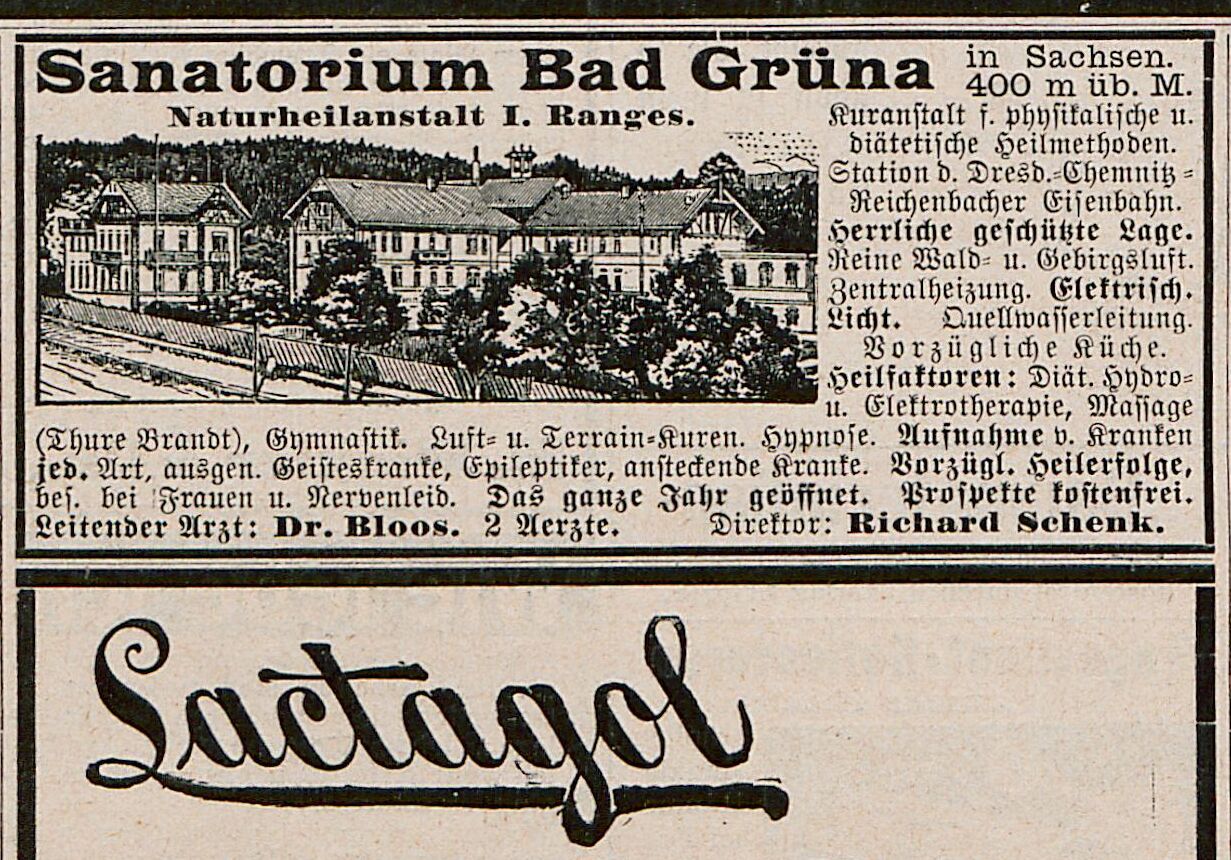 Sanatorium Bad Grüna in Sachsen.
400 m üb. M.
Naturheilanstalt I. Ranges.
Kuranstalt f. physikalische u.
diätetische Heilmethoden.
Station d. Dresd.-Chemnitz-
Reichenbacher Eisenbahn.
Herrliche geschützte Lage.
Reine Wald- u. Gebirgsluft.
Zentralheizung. Elektrisch.
Licht. Quellwasserleitung.
Vorzügliche Küche.
Heilfaktoren: Diät. Hydro-
u. Elektrotherapie, Massage
(Thure Brandt), Gymnastik. Luft- u. Terrain-Kuren. Hypnose. Aufnahme v. Kranken
jed. Art, ausgen. Geisteskranke, Epileptiker, ansteckende Kranke. Vorzügl. Heilerfolge,
bes. bei Frauen u. Nervenleid. Das ganze Jahr geöffnet. Prospekte kostenfrei.
Leitender Arzt: Dr. Bloos. 2 Aerzte. Direktor: Richard Schenk.
Lactagol